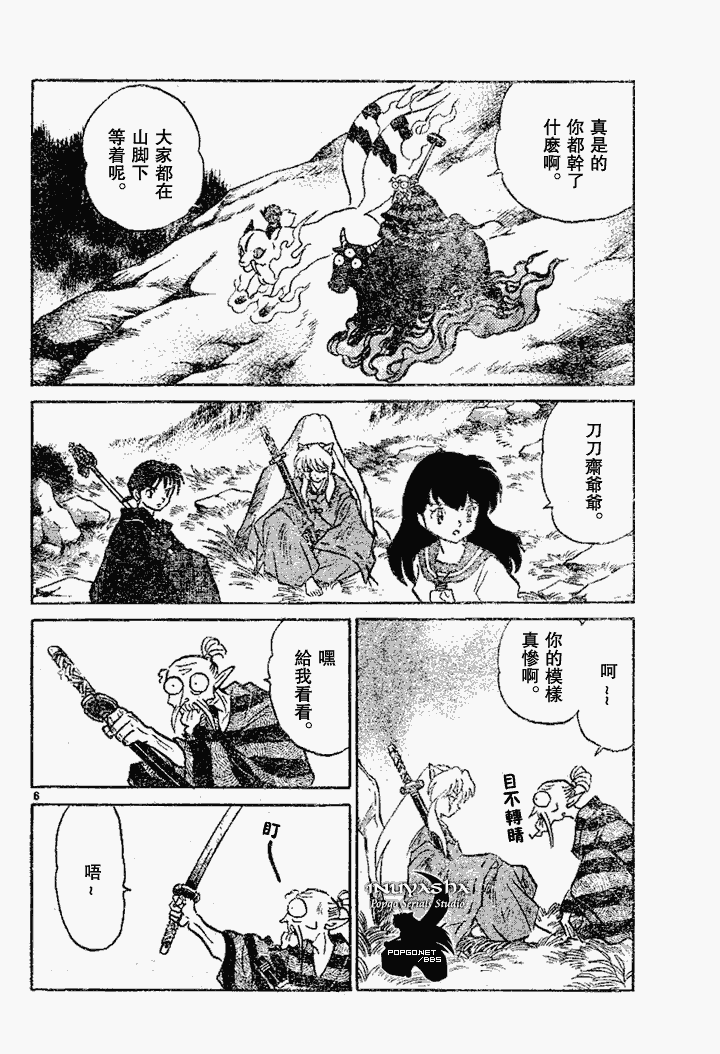 真是的
你都幹了
什麼啊。
大家都在
山脚下
等着呢。
刀刀齋爺爺。
呵~~
你的模樣
真慘啊。
目不轉睛
嘿
給我看看。
盯
唔~
6
INUYASHA
Popgo Serials Studio
POPGO.NET
/BBS